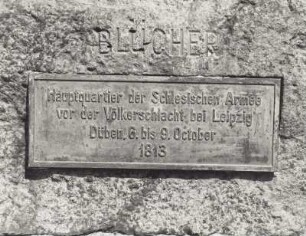 BLÜCHER
Hauptquartier der Schlesischen Armee
vor der Völkerschlacht bei Leipzig
Düben, 6. bis 9. October
1813